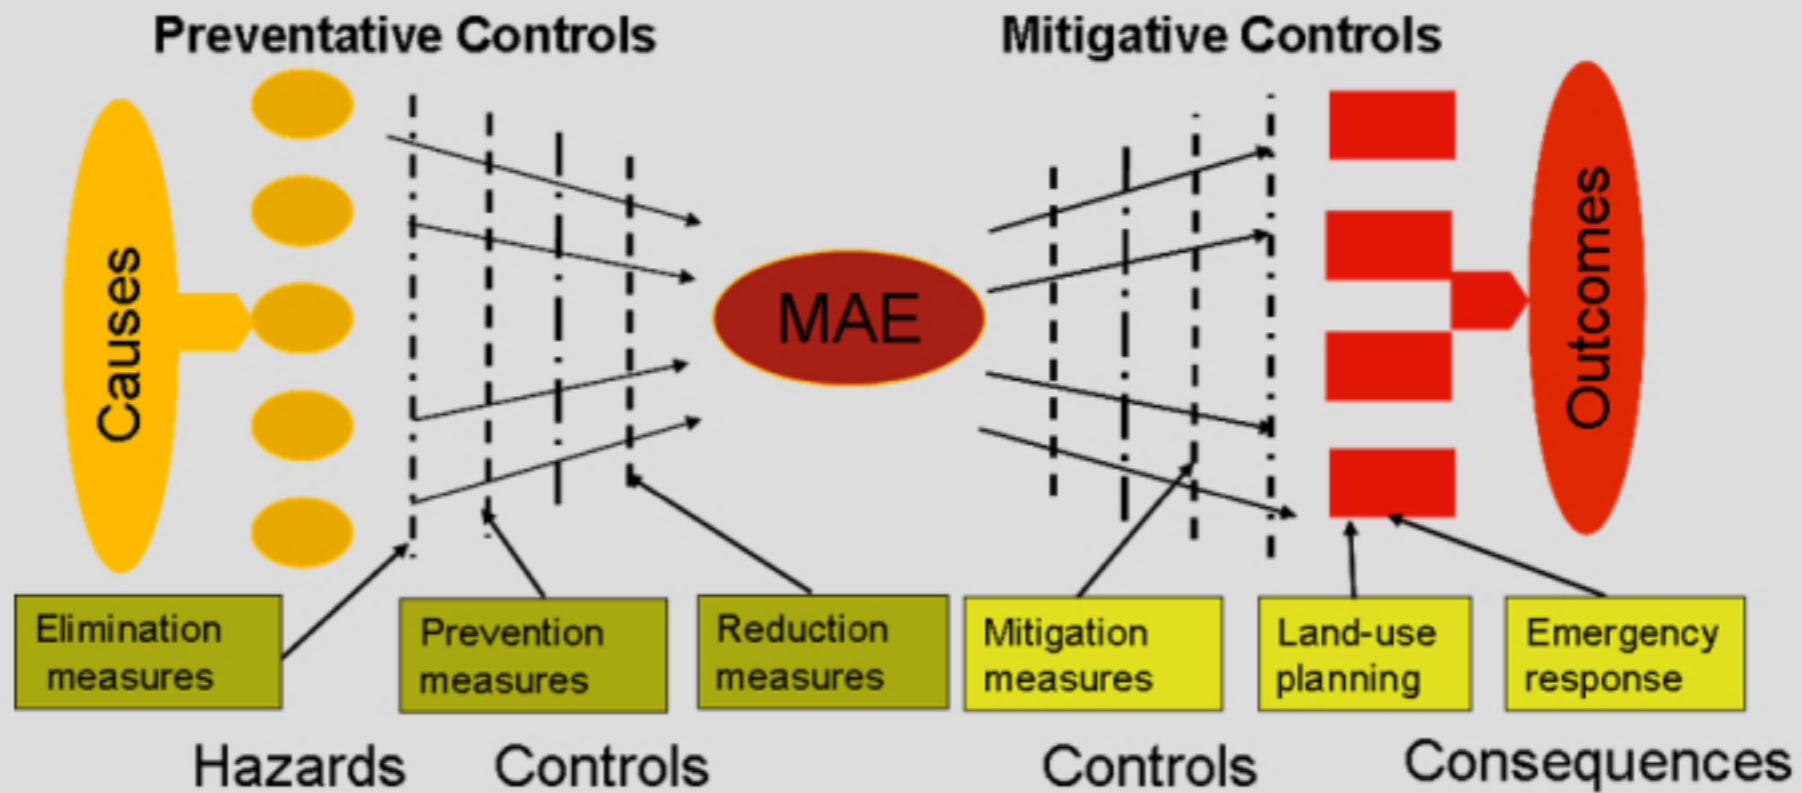 Preventative Controls
Mitigative Controls
Causes
MAE
Outcomes
Elimination
measures
Prevention
measures
Reduction
measures
Mitigation
measures
Land-use
planning
Emergency
response
Hazards
Controls
Controls
Consequences